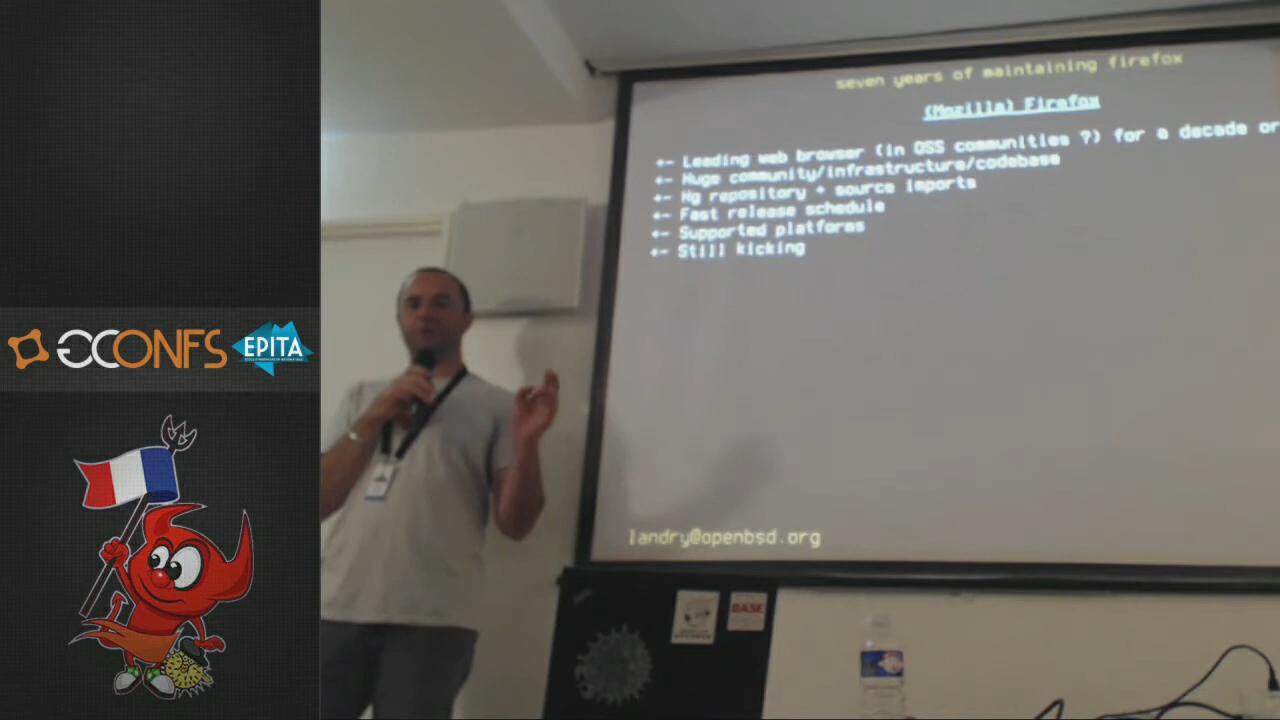 seven years of maintaining firefox
(Mozilla) Firefox
+- Leading web browser (in OSS communities ?) for a decade or
+- Huge community/infrastructure/codebase
+- Hg repository + source imports
+- Fast release schedule
+- Supported platforms
+- Still kicking
landry@openbsd.org
GCONFS
EPITA
BASE